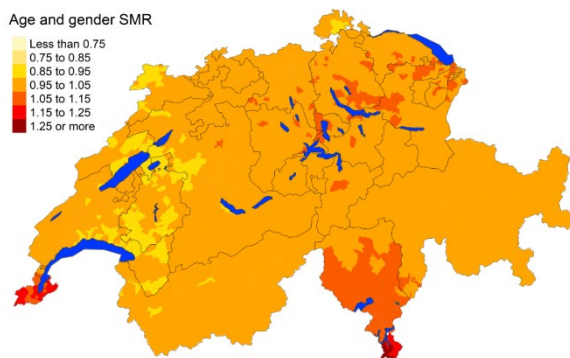 Age and gender SMR
Less than 0.75
0.75 to 0.85
0.85 to 0.95
0.95 to 1.05
1.05 to 1.15
1.15 to 1.25
1.25 or more